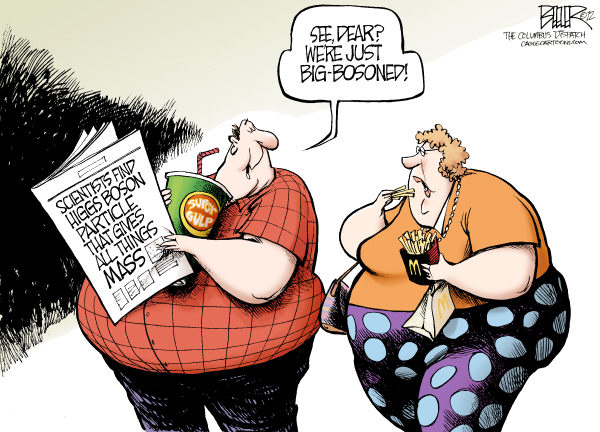 BEELER ©'12
THE COLUMBUS DISPATCH
CAGLECARTOONS.COM
SEE, DEAR?
WE'RE JUST
BIG-BOSONED!
SCIENTISTS FIND
HIGGS BOSON
PARTICLE
THAT GIVES
ALL THINGS
MASS
SUPER
GULP
M
M